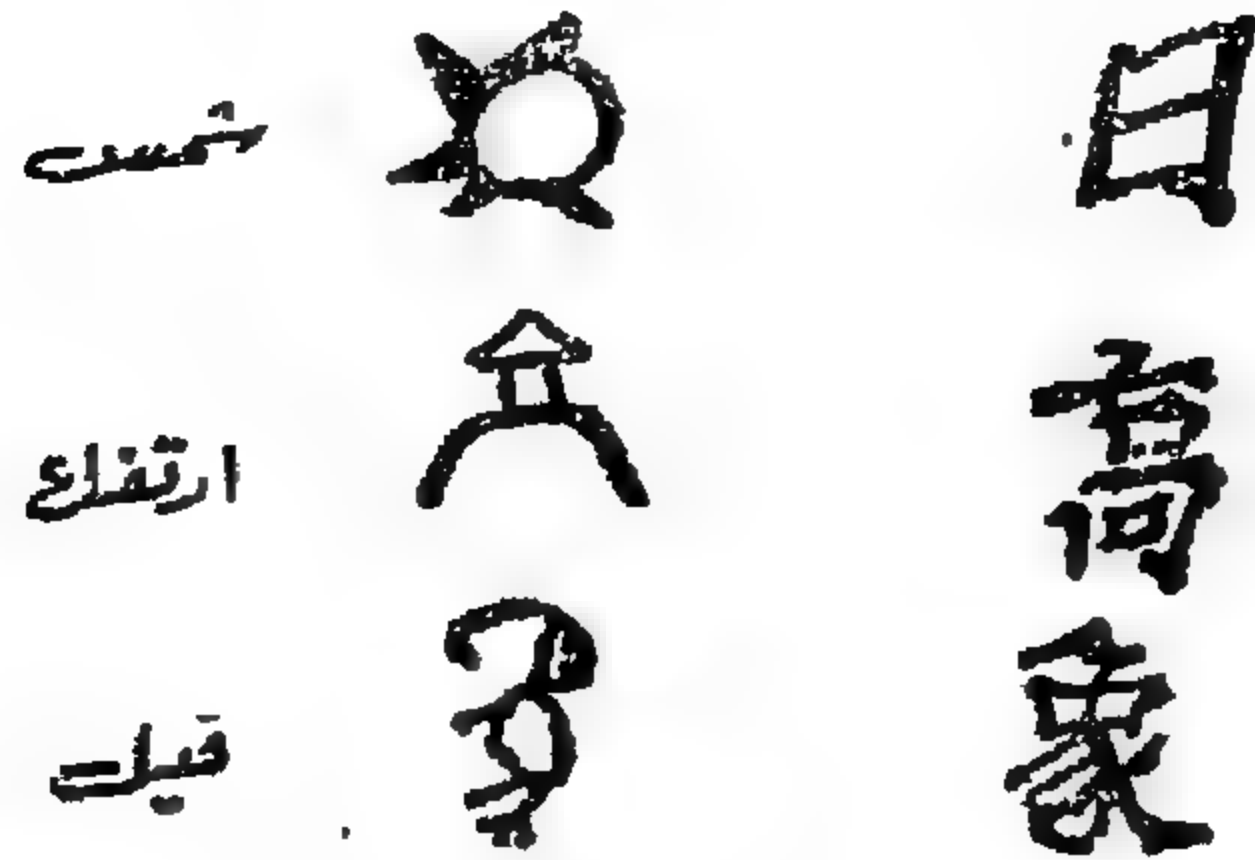 شمس 日
ارتفاع 高
فيل 象